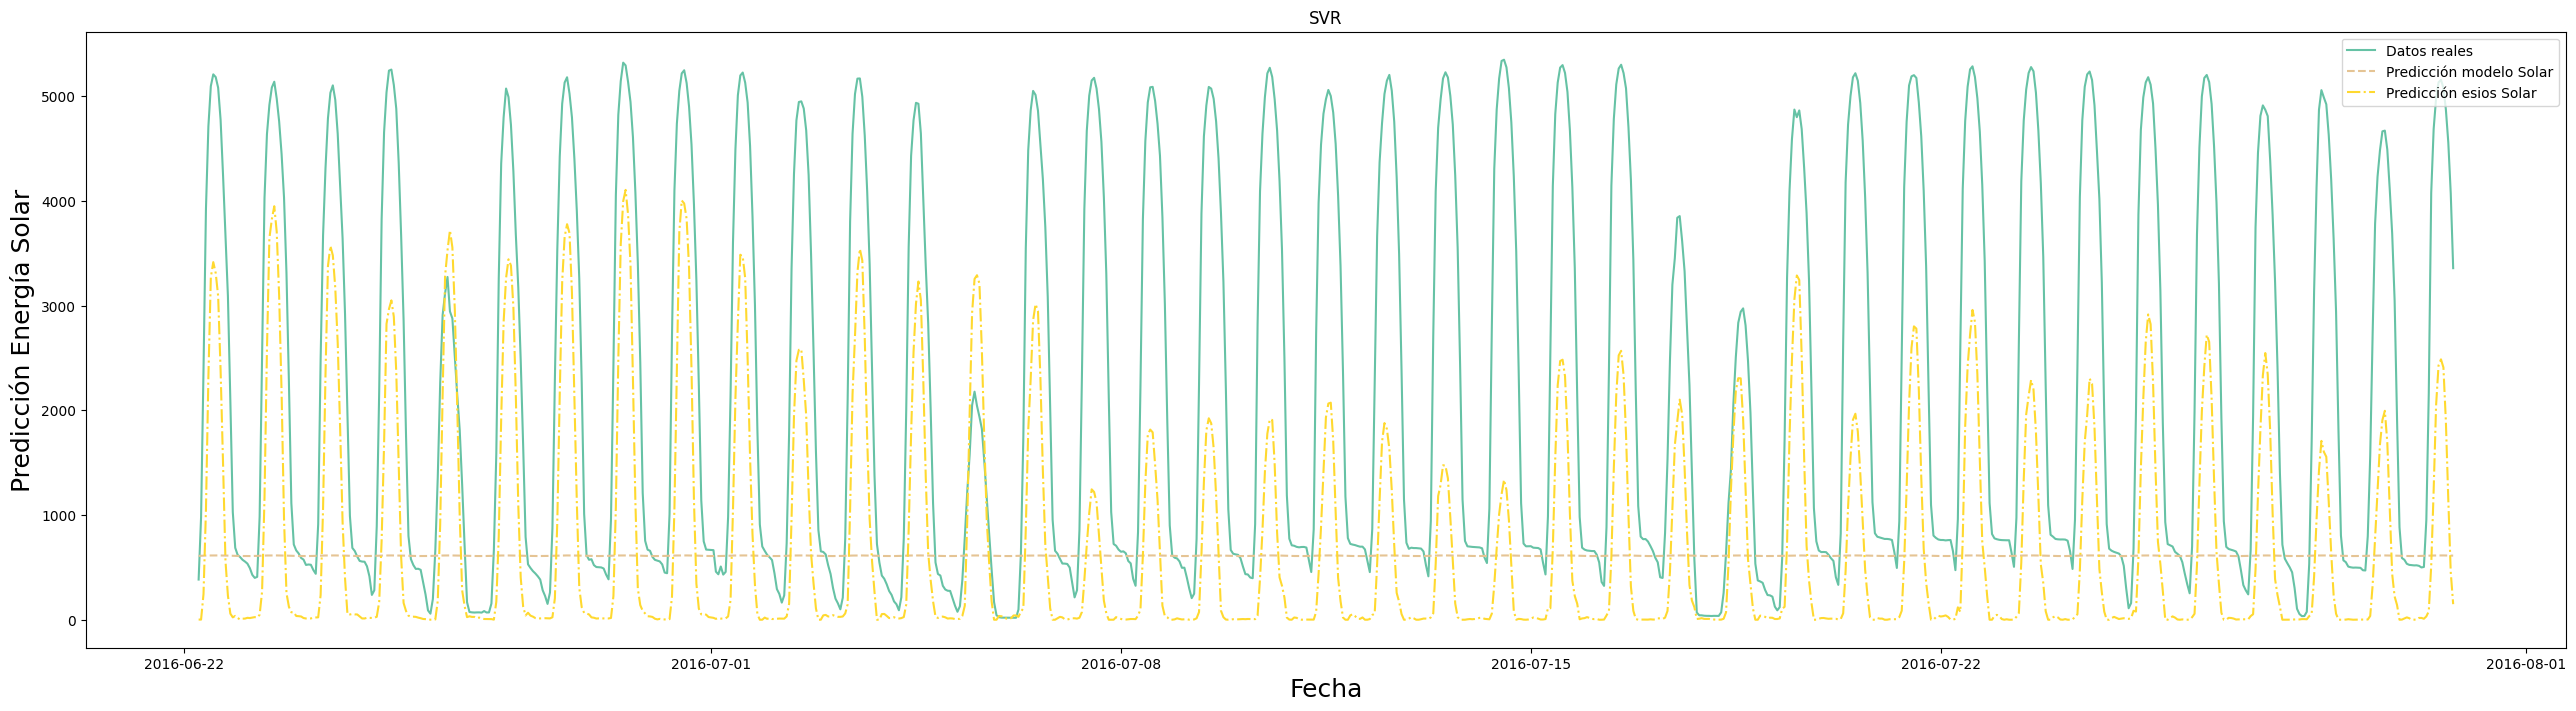 SVR
Datos reales
Predicción modelo Solar
Predicción esios Solar
Predicción Energía Solar
5000
4000
3000
2000
1000
0
2016-06-22
2016-07-01
2016-07-08
2016-07-15
2016-07-22
2016-08-01
Fecha